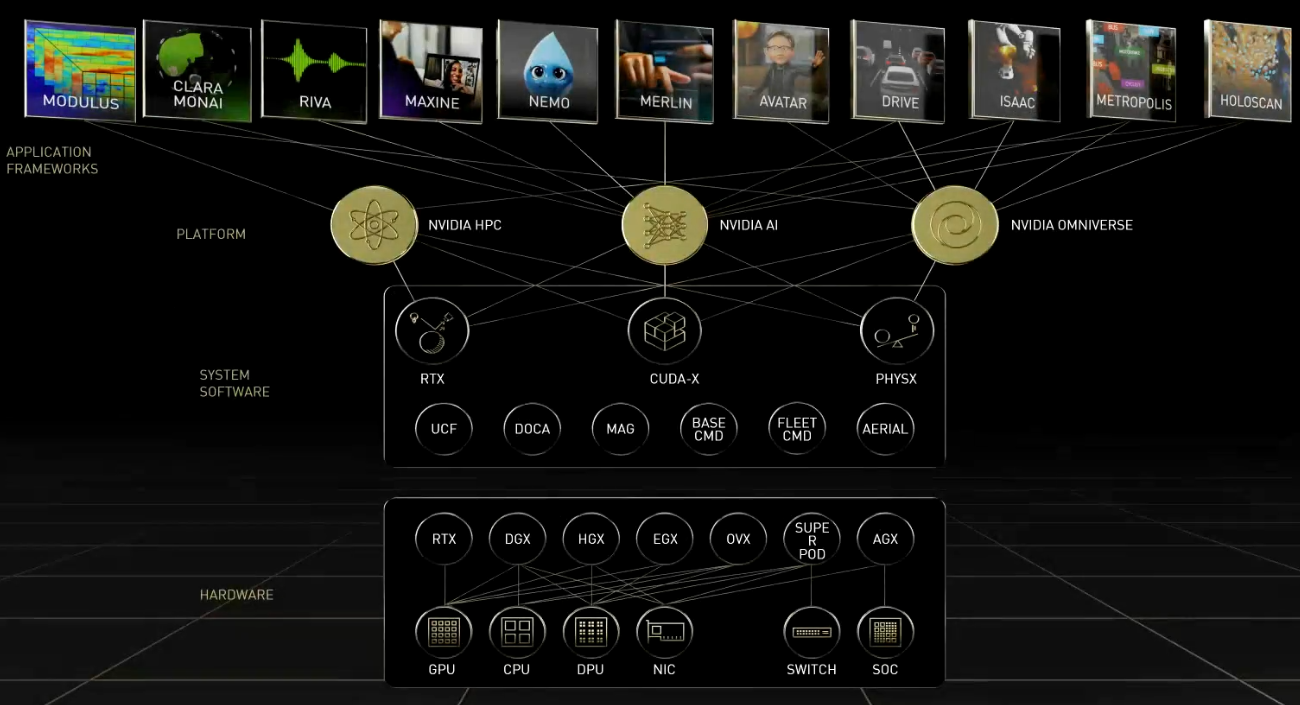 MODULUS
CLARA
MONAI
RIVA
MAXINE
NEMO
MERLIN
AVATAR
DRIVE
ISAAC
METROPOLIS
HOLOSCAN
APPLICATION
FRAMEWORKS
PLATFORM
NVIDIA HPC
NVIDIA AI
NVIDIA OMNIVERSE
SYSTEM
SOFTWARE
RTX
CUDA-X
PHYSX
UCF
DOCA
MAG
BASE
CMD
FLEET
CMD
AERIAL
HARDWARE
RTX
DGX
HGX
EGX
OVX
SUPE
R
POD
AGX
GPU
CPU
DPU
NIC
SWITCH
SOC